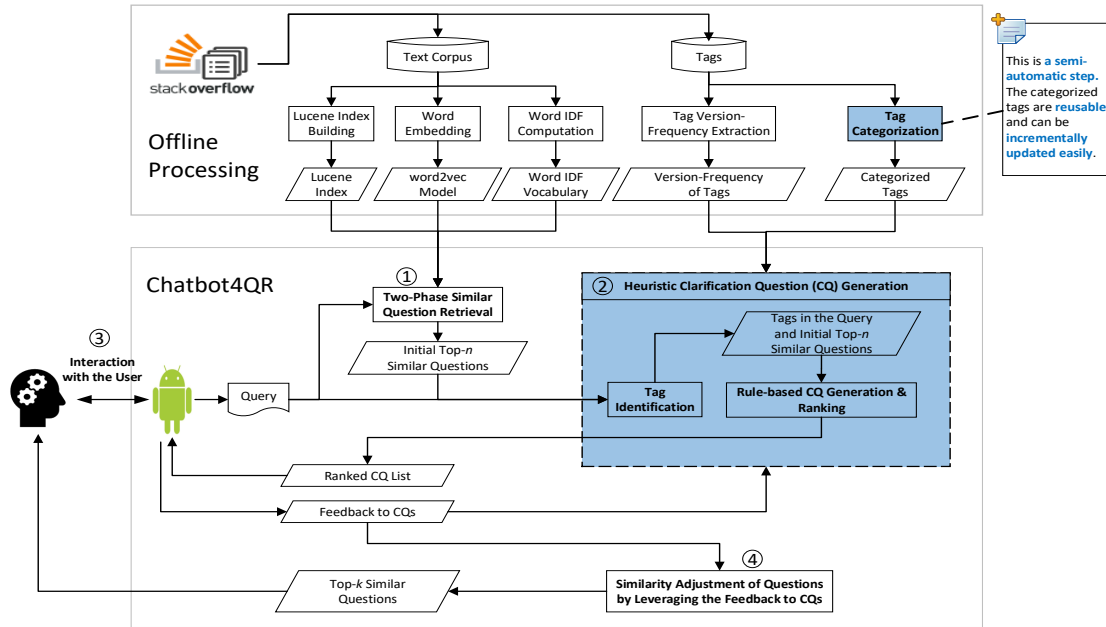 stackoverflow
Offline
Processing
Text Corpus
Tags
Lucene Index
Building
Word
Embedding
Word IDF
Computation
Tag Version-
Frequency Extraction
Tag
Categorization
Lucene
Index
word2vec
Model
Word IDF
Vocabulary
Version-Frequency
of Tags
Categorized
Tags
This is a semi-
automatic step.
The categorized
tags are reusable
and can be
incrementally
updated easily.
Chatbot4QR
①
Two-Phase Similar
Question Retrieval
Initial Top-n
Similar Questions
② Heuristic Clarification Question (CQ) Generation
Tags in the Query
and Initial Top-n
Similar Questions
Tag
Identification
Rule-based CQ Generation &
Ranking
③
Interaction
with the User
Query
Ranked CQ List
Feedback to CQs
④
Similarity Adjustment of Questions
by Leveraging the Feedback to CQs
Top-k Similar
Questions